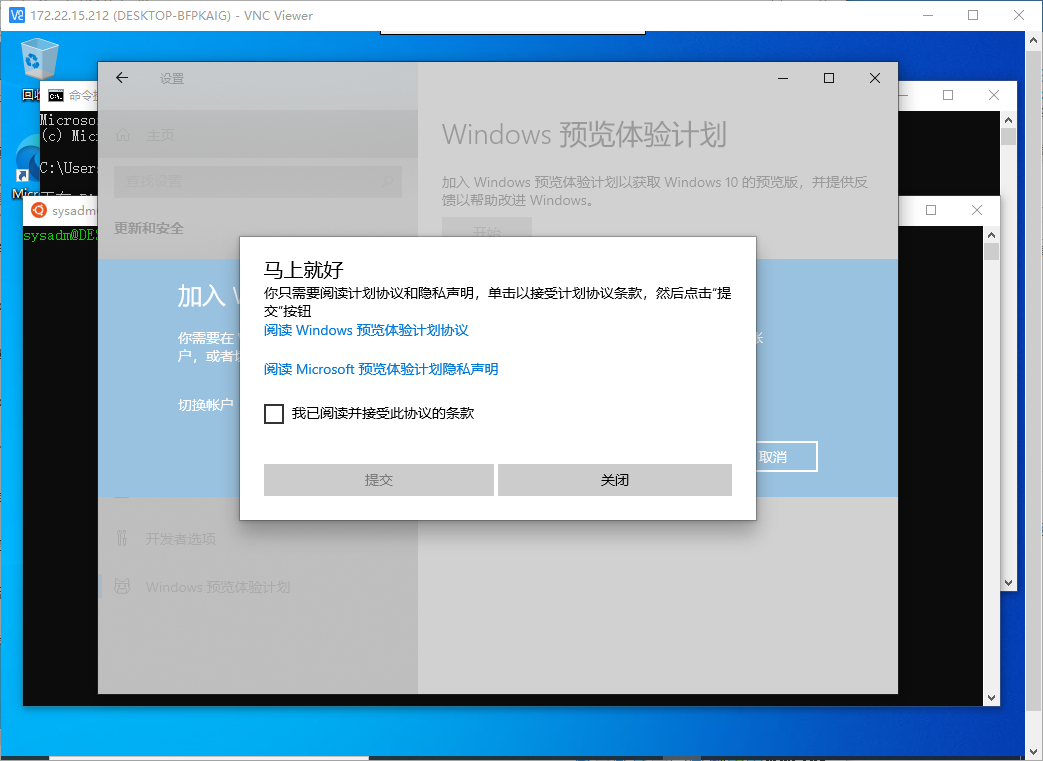 172.22.15.212 (DESKTOP-BFPKAIG) - VNC Viewer
设置
命令
Microso
(c) Mic
主页
C:\User
查找设置
Windows 预览体验计划
加入 Windows 预览体验计划以获取 Windows 10 的预览版，并提供反
馈以帮助改进 Windows。
开始
sysadm
更新和安全
sysadm@DES
马上就好
你只需要阅读计划协议和隐私声明，单击以接受计划协议条款，然后点击“提
交”按钮
阅读 Windows 预览体验计划协议
阅读 Microsoft 预览体验计划隐私声明
我已阅读并接受此协议的条款
提交
关闭
加入
你需要在
户，或者
切换帐户
取消
开发者选项
Windows 预览体验计划